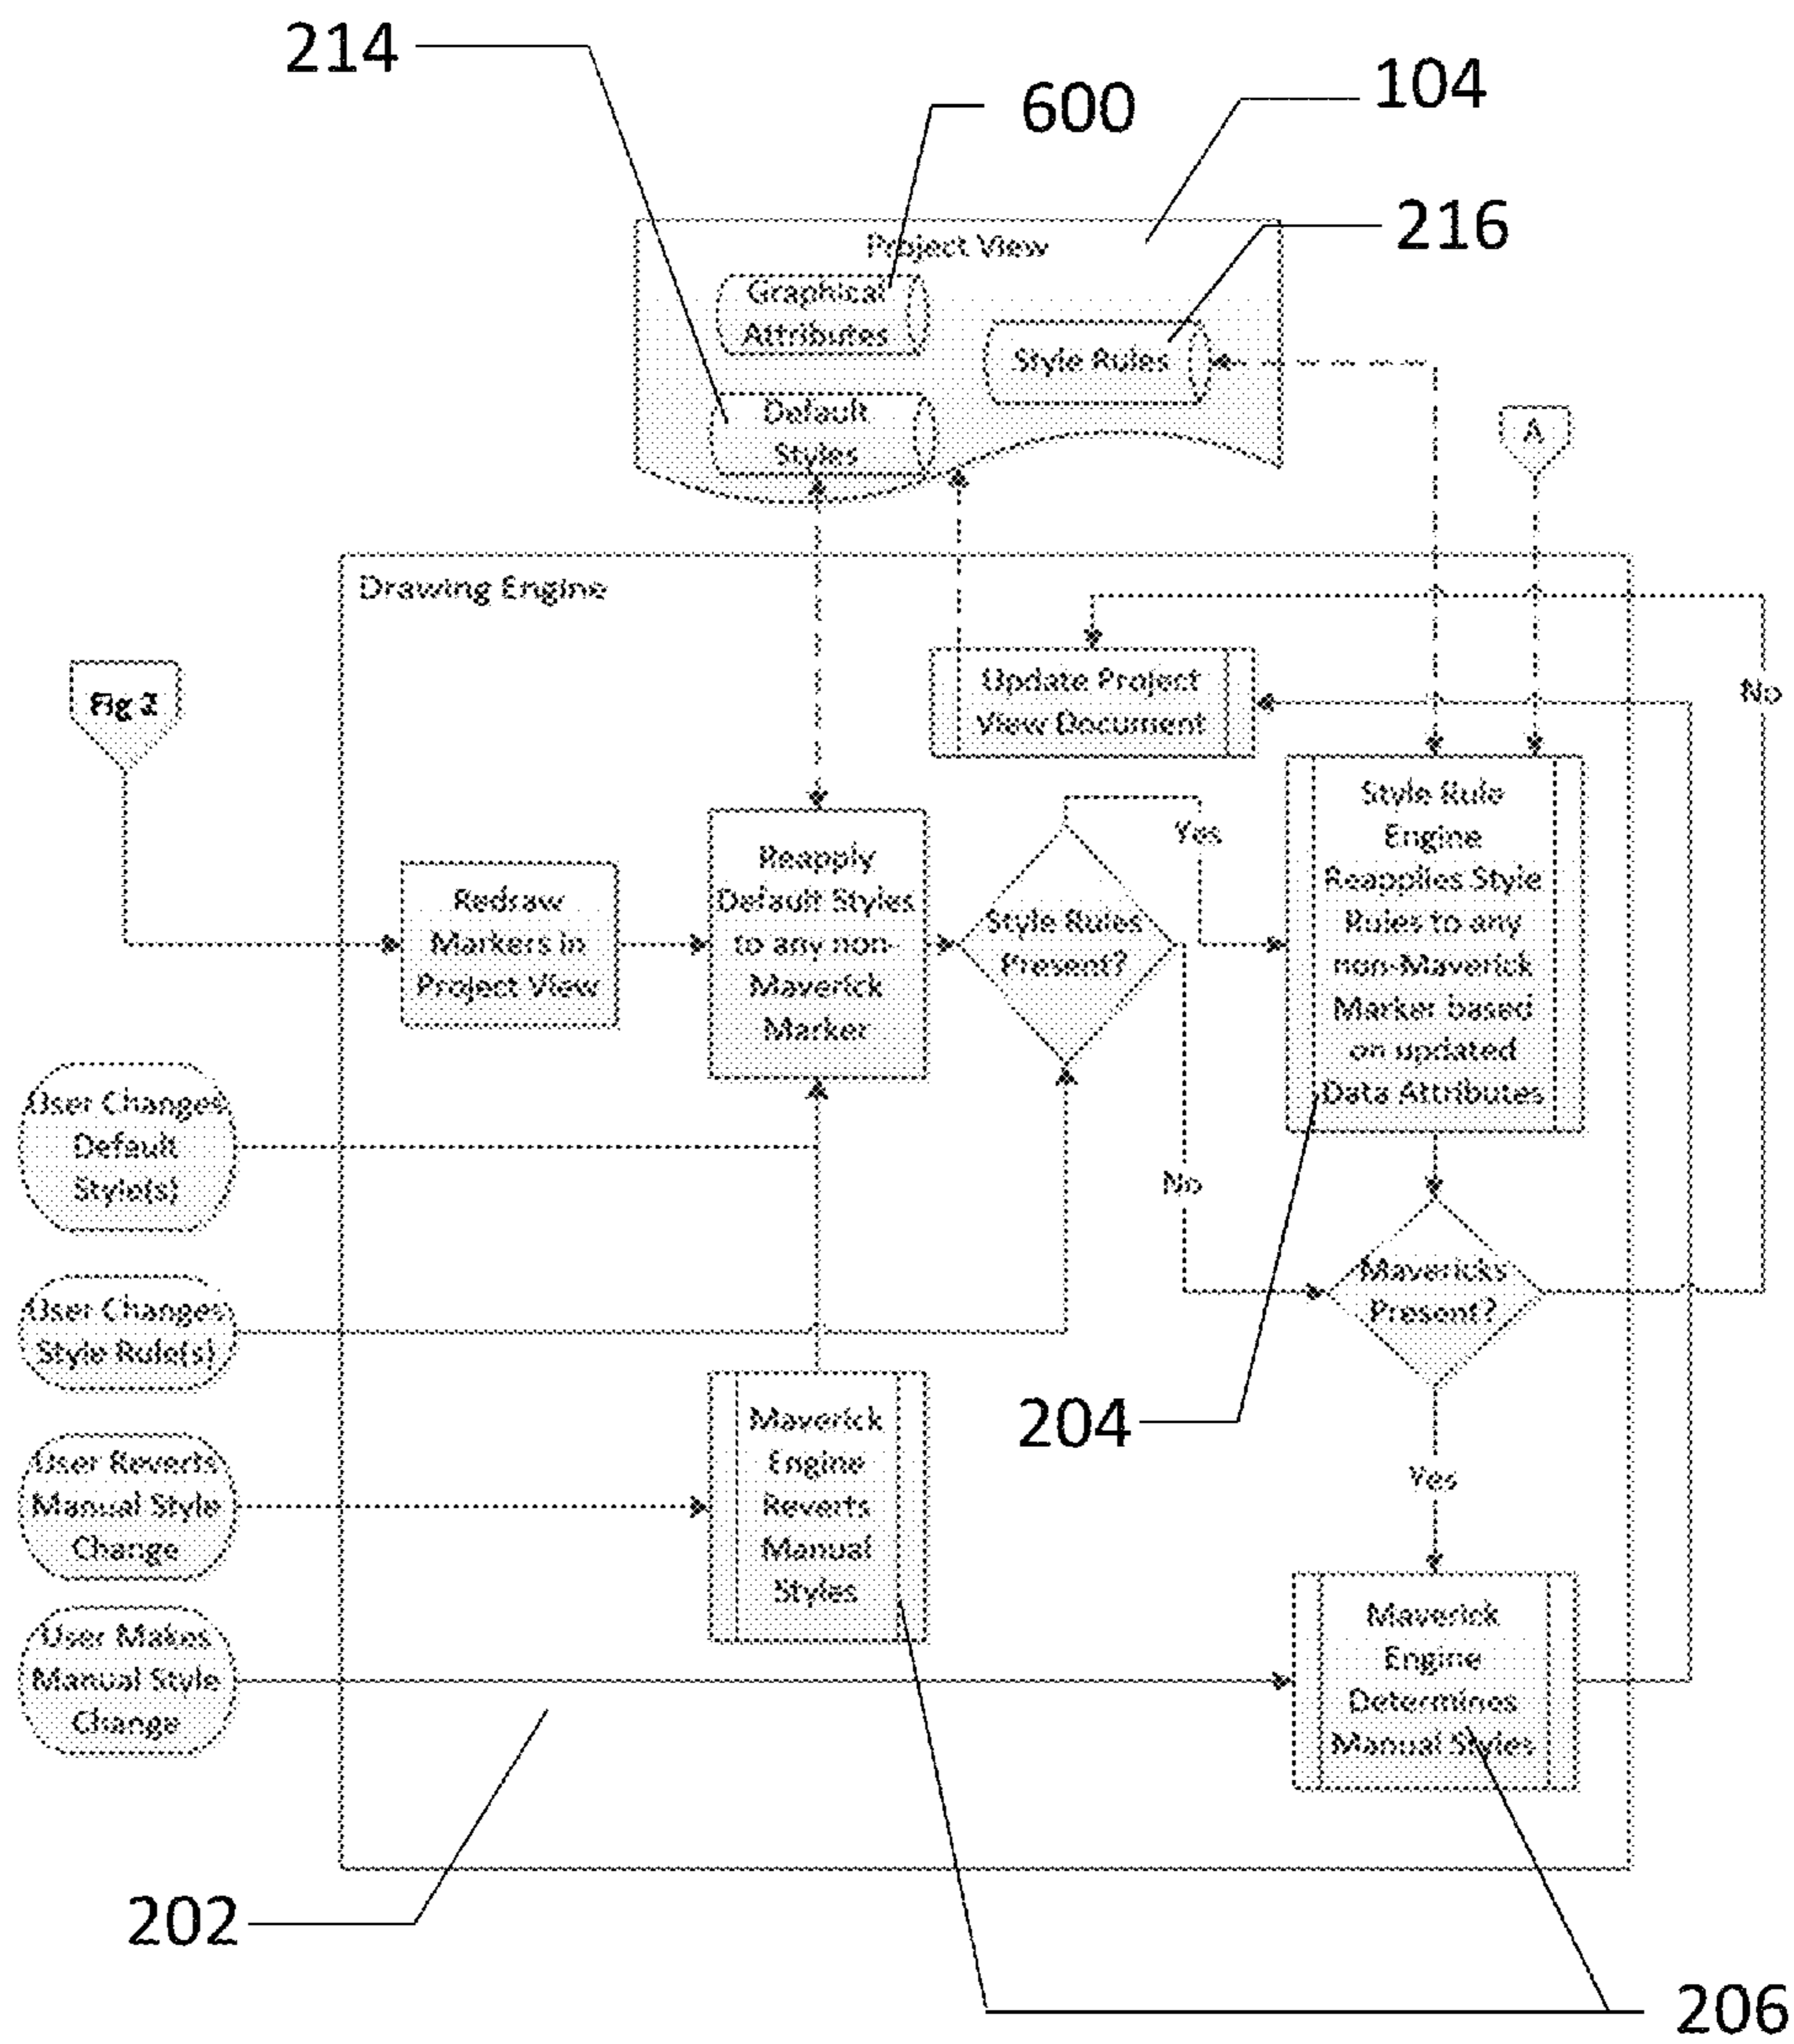 214
600
104
216
Project View
Graphical
Attributes
Style Rules
Default
Styles
A
Drawing Engine
Update Project
View Document
No
Fig 2
Style Rule
Engine
Reapplies Style
Rules to any
non-Maverick
Marker based
on updated
Data Attributes
Yes
Reapply
Default Styles
to any non-
Maverick
Marker
Redraw
Markers in
Project View
Style Rules
Present?
User Changes
Default
Style(s)
No
Mavericks
Present?
User Changes
Style Rule(s)
204
Maverick
Engine
Reverts
Manual
Styles
User Reverts
Manual Style
Change
Yes
User Makes
Manual Style
Change
Maverick
Engine
Determines
Manual Styles
202
206